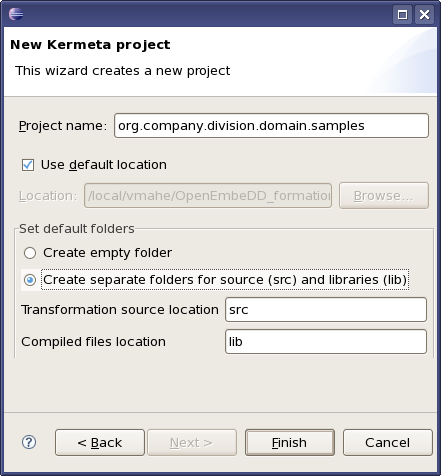 New Kermeta project
This wizard creates a new project
Project name: org.company.division.domain.samples
Use default location
Location: /local/vmahe/OpenEmbeDD_formation Browse...
Set default folders
Create empty folder
Create separate folders for source (src) and libraries (lib)
Transformation source location src
Compiled files location lib
? < Back Next > Finish Cancel